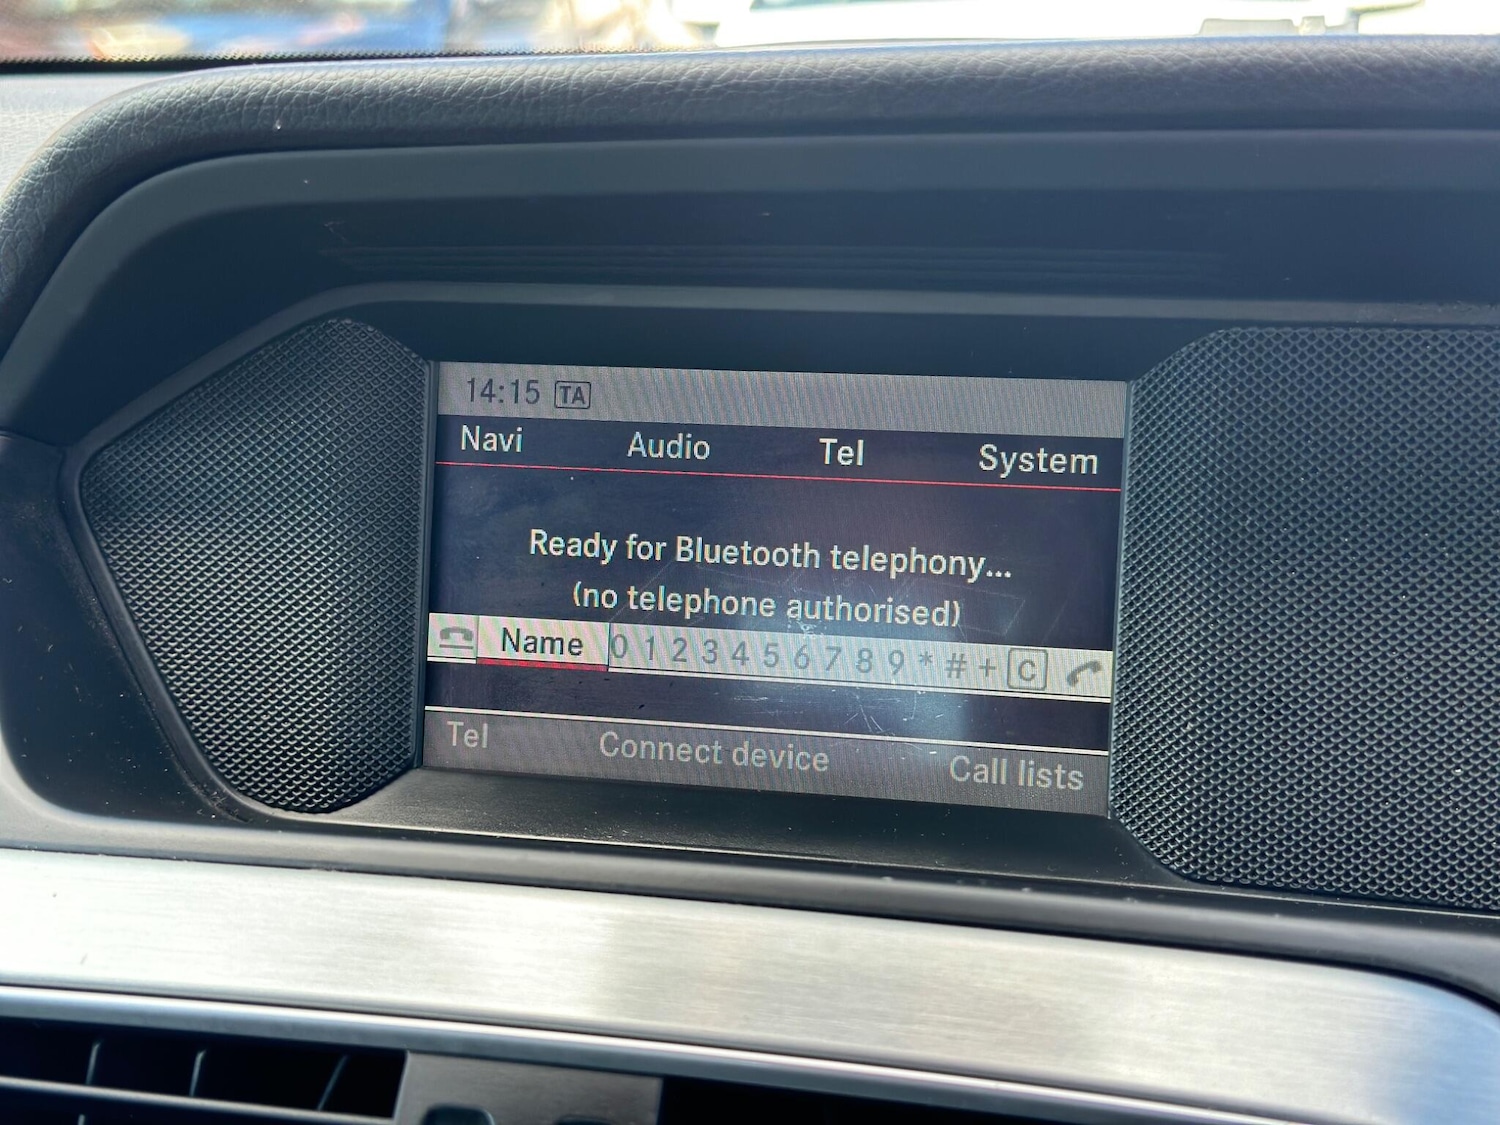 14:15 TA
Navi Audio Tel System
Ready for Bluetooth telephony...
(no telephone authorised)
Name 0 1 2 3 4 5 6 7 8 9 * # + C
Tel Connect device Call lists